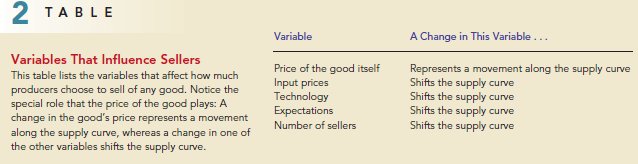 2 TABLE
Variables That Influence Sellers
This table lists the variables that affect how much
producers choose to sell of any good. Notice the
special role that the price of the good plays: A
change in the good's price represents a movement
along the supply curve, whereas a change in one of
the other variables shifts the supply curve.
Variable A Change in This Variable . . .
Price of the good itself Represents a movement along the supply curve
Input prices Shifts the supply curve
Technology Shifts the supply curve
Expectations Shifts the supply curve
Number of sellers Shifts the supply curve